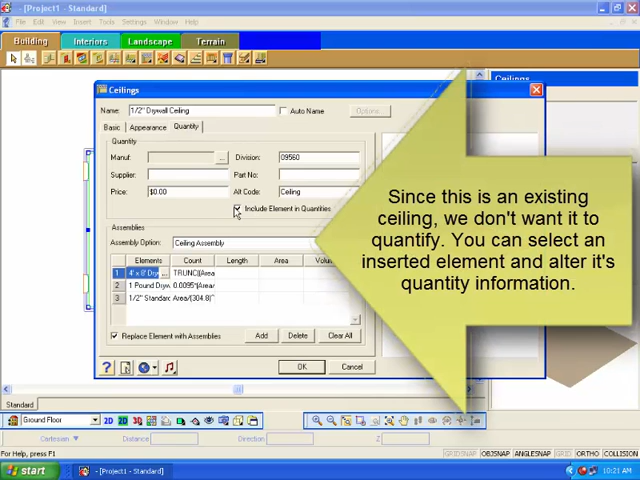 - [Project1 - Standard]
File Edit View Insert Tools Settings Window Help
Building Interiors Landscape Terrain
Ceilings
Ceilings
Name: 1/2" Drywall Ceiling Auto Name Options...
Basic Appearance Quantity
Quantity
Manuf: ... Division: 09560
Supplier: Part No:
Price: $0.00 Alt Code: Ceiling
Include Element in Quantities
Assemblies
Assembly Option: Ceiling Assembly
Elements Count Length Area Volu
1 4' x 8' Dryw ... TRUNC((Area
2 1 Pound Drywa 0.0095*(Area
3 1/2" Standard Area/(304.8)^
Replace Element with Assemblies Add Delete Clear All
OK Cancel
Since this is an existing
ceiling, we don't want it to
quantify. You can select an
inserted element and alter it's
quantity information.
Standard
Ground Floor 2D 2D 3D
Cartesian Distance Direction Z
For Help, press F1 GRIDSNAP OBJSNAP ANGLESNAP GRID ORTHO COLLISION
start - [Project1 - Standard] 10:21 AM